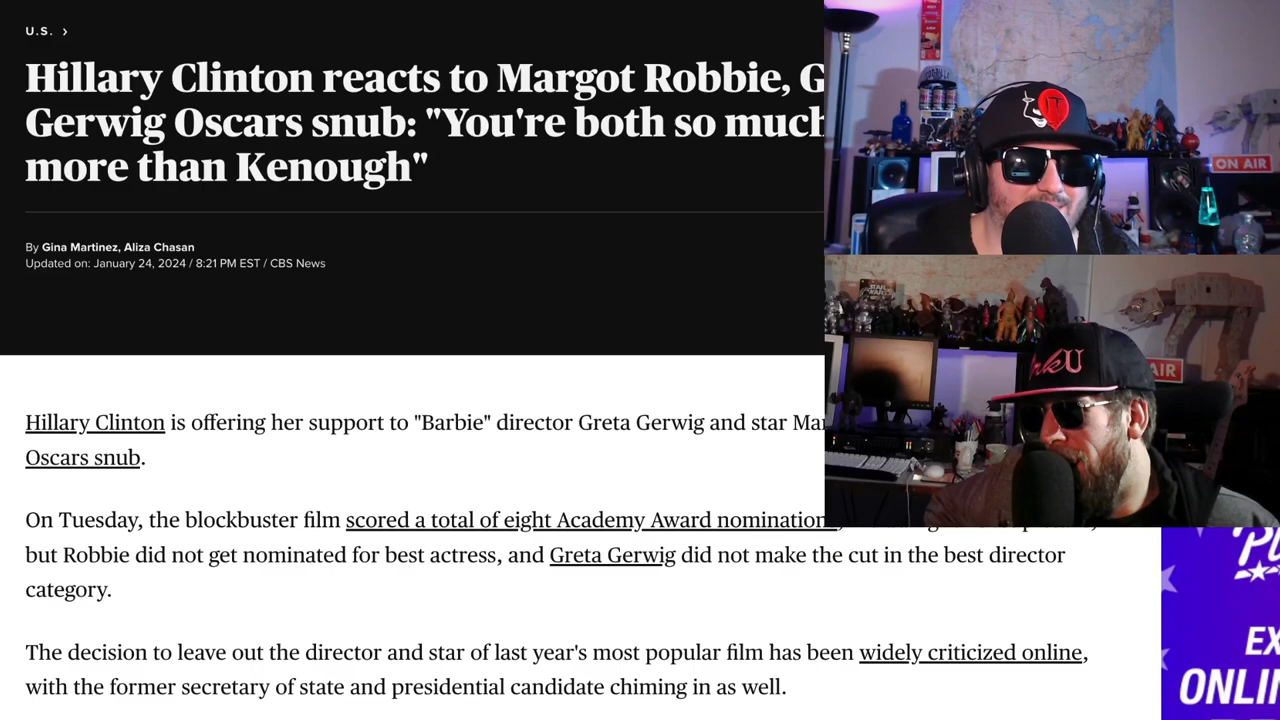 U.S. ›
Hillary Clinton reacts to Margot Robbie, G
Gerwig Oscars snub: "You're both so much
more than Kenough"
By Gina Martinez, Aliza Chasan
Updated on: January 24, 2024 / 8:21 PM EST / CBS News
Hillary Clinton is offering her support to "Barbie" director Greta Gerwig and star Mar
Oscars snub.
On Tuesday, the blockbuster film scored a total of eight Academy Award nomination
but Robbie did not get nominated for best actress, and Greta Gerwig did not make the cut in the best director
category.
The decision to leave out the director and star of last year's most popular film has been widely criticized online,
with the former secretary of state and presidential candidate chiming in as well.
ON AIR
STAR WARS
AIR
EX
ONLIN